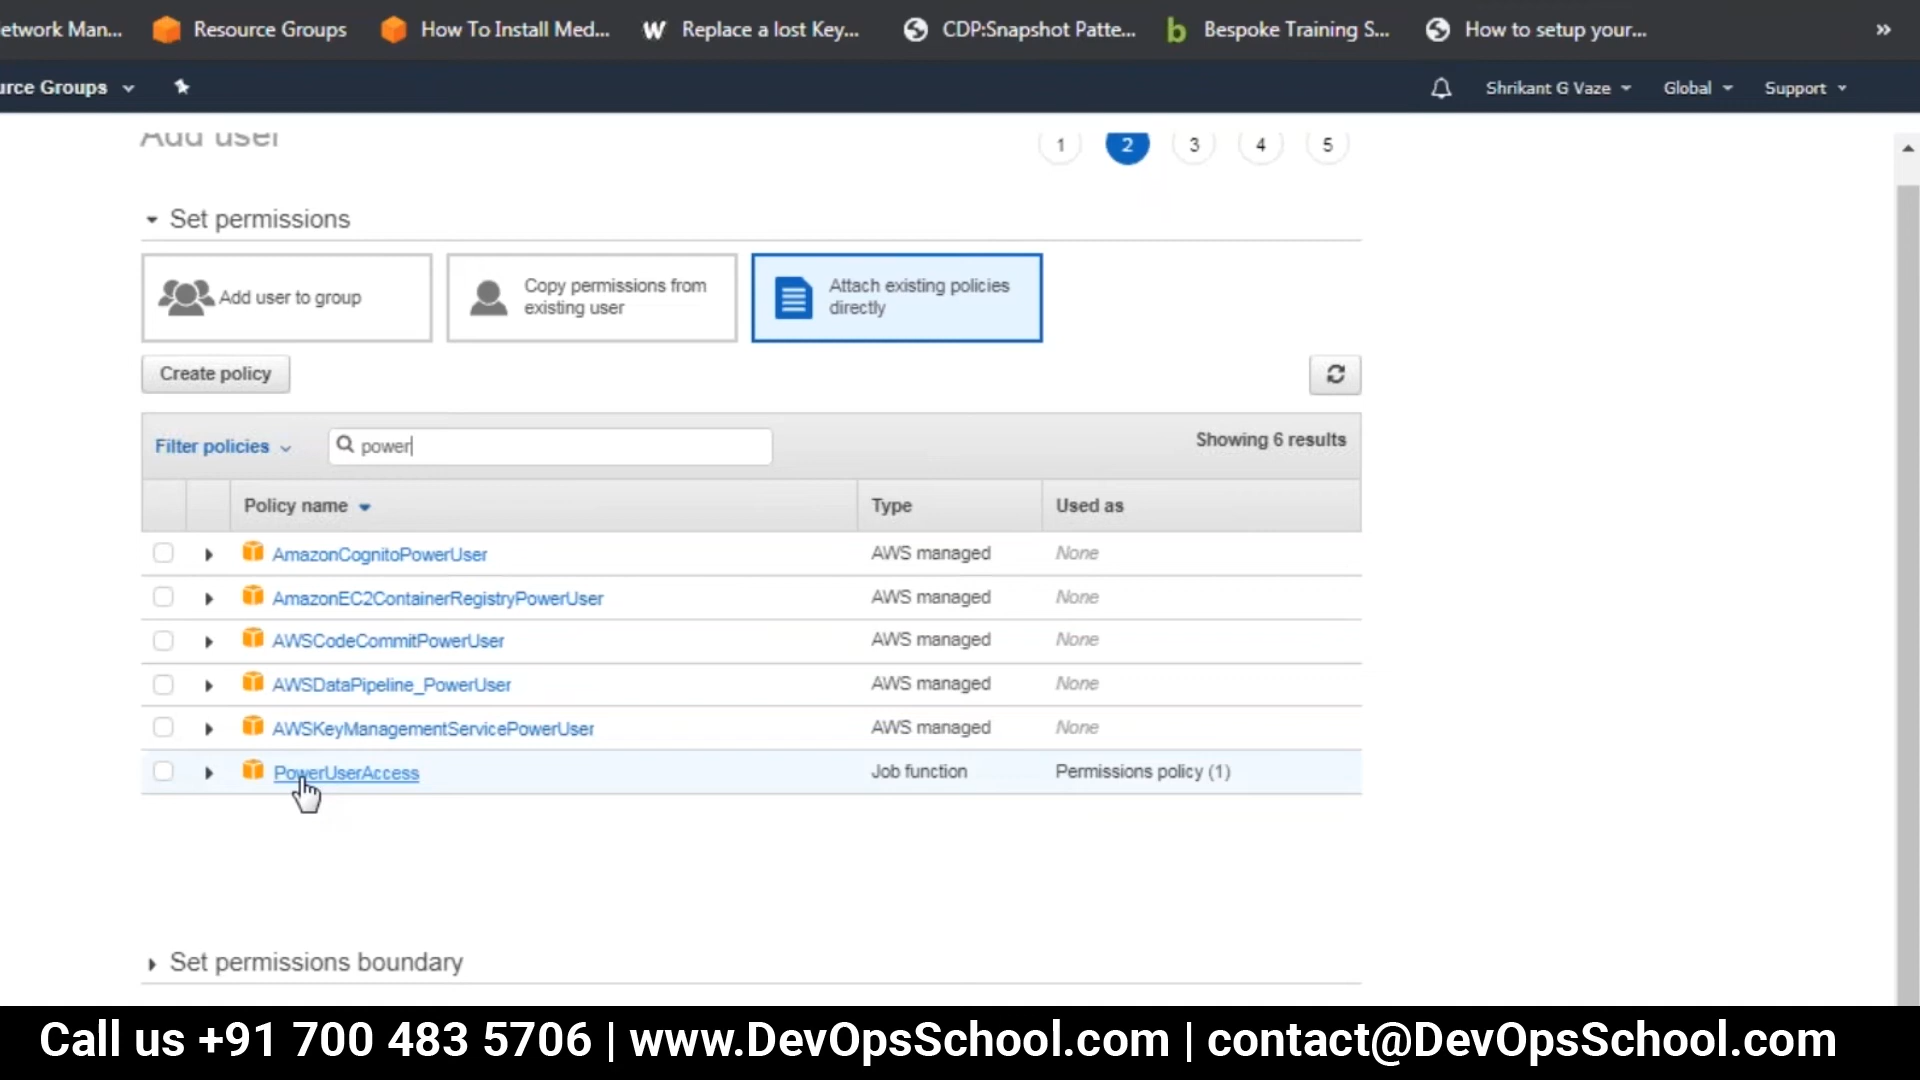 etwork Man...
Resource Groups
How To Install Med...
W
Replace a lost Key...
CDP:Snapshot Patte...
b
Bespoke Training S...
How to setup your...
»
urce Groups
Shrikant G Vaze
Global
Support
Add user
1
2
3
4
5
Set permissions
Add user to group
Copy permissions from
existing user
Attach existing policies
directly
Create policy
Filter policies
power
Showing 6 results
Policy name
Type
Used as
AmazonCognitoPowerUser
AWS managed
None
AmazonEC2ContainerRegistryPowerUser
AWS managed
None
AWSCodeCommitPowerUser
AWS managed
None
AWSDataPipeline_PowerUser
AWS managed
None
AWSKeyManagementServicePowerUser
AWS managed
None
PowerUserAccess
Job function
Permissions policy (1)
Set permissions boundary
Call us +91 700 483 5706 | www.DevOpsSchool.com | contact@DevOpsSchool.com